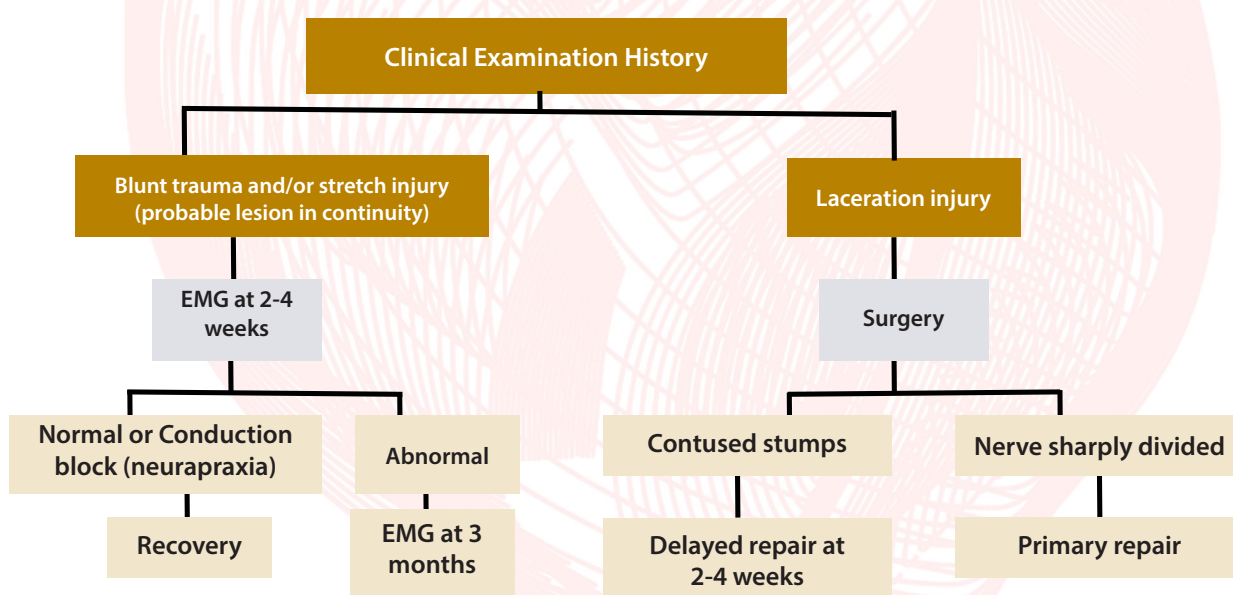 Clinical Examination History
Blunt trauma and/or stretch injury
(probable lesion in continuity)
Laceration injury
EMG at 2-4
weeks
Surgery
Normal or Conduction
block (neurapraxia)
Abnormal
Contused stumps
Nerve sharply divided
Recovery
EMG at 3
months
Delayed repair at
2-4 weeks
Primary repair